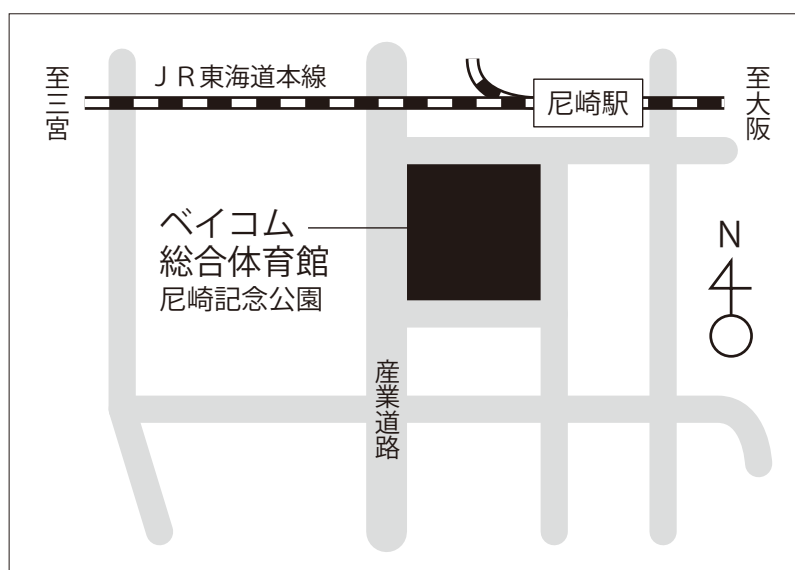 至三宮
ＪＲ東海道本線
尼崎駅
至大阪
ベイコム
総合体育館
尼崎記念公園
N
産業道路